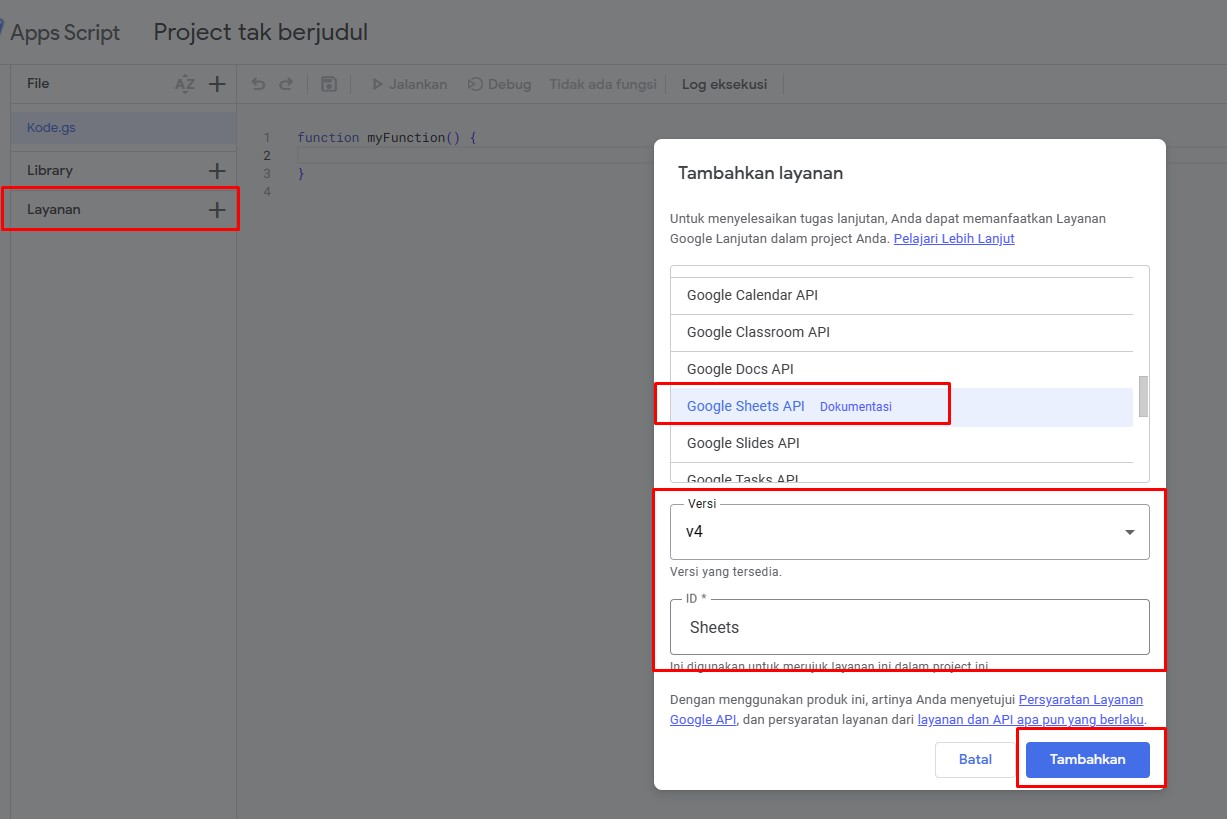 Apps Script Project tak berjudul
File AZ
Jalankan Debug Tidak ada fungsi Log eksekusi
Kode.gs
Library
Layanan
1 function myFunction() {
2
3 }
4
Tambahkan layanan
Untuk menyelesaikan tugas lanjutan, Anda dapat memanfaatkan Layanan
Google Lanjutan dalam project Anda. Pelajari Lebih Lanjut
Google Calendar API
Google Classroom API
Google Docs API
Google Sheets API Dokumentasi
Google Slides API
Google Tasks API
Versi
v4
Versi yang tersedia.
ID *
Sheets
Ini digunakan untuk merujuk layanan ini dalam project ini.
Dengan menggunakan produk ini, artinya Anda menyetujui Persyaratan Layanan
Google API, dan persyaratan layanan dari layanan dan API apa pun yang berlaku.
Batal Tambahkan